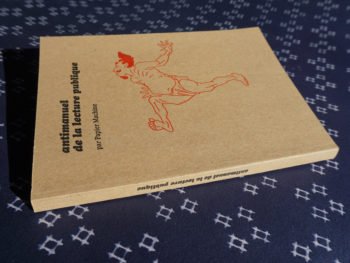 antimanuel
de la lecture publique
par Papier Machine
antimanuel de la lecture publique